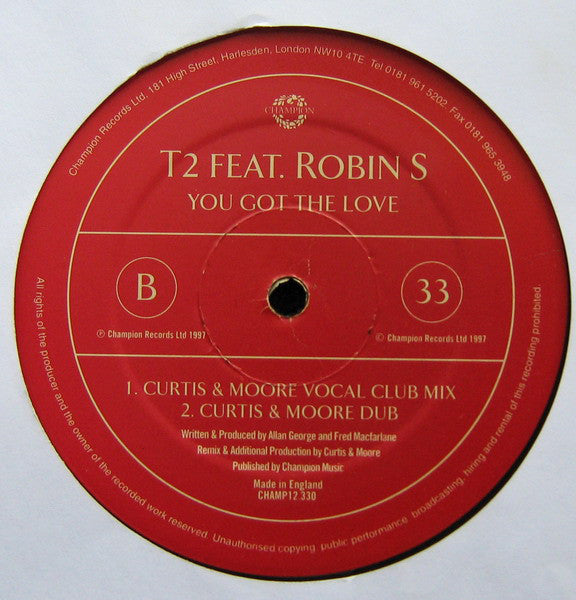 Champion Records Ltd, 181 High Street, Harlesden, London NW10 4TE Tel 0181 961 5202, Fax 0181 965 3948
CHAMPION
T2 FEAT. ROBIN S
YOU GOT THE LOVE
B
33
℗ Champion Records Ltd 1997
© Champion Records Ltd 1997
1. CURTIS & MOORE VOCAL CLUB MIX
2. CURTIS & MOORE DUB
Written & Produced by Allan George and Fred Macfarlane
Remix & Additional Production by Curtis & Moore
Published by Champion Music
Made in England
CHAMP12.330
All rights of the producer and the owner of the recorded work reserved. Unauthorised copying public performance broadcasting, hiring and rental of this recording prohibited.